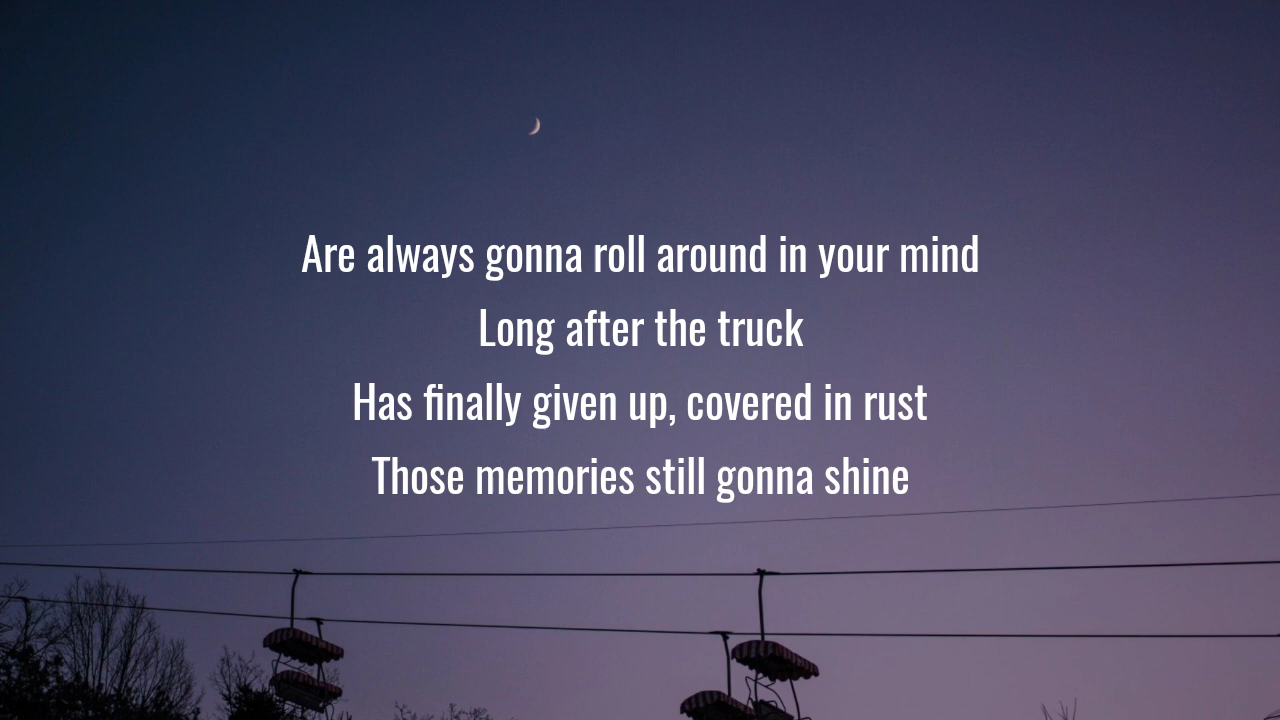 Are always gonna roll around in your mind
Long after the truck
Has finally given up, covered in rust
Those memories still gonna shine